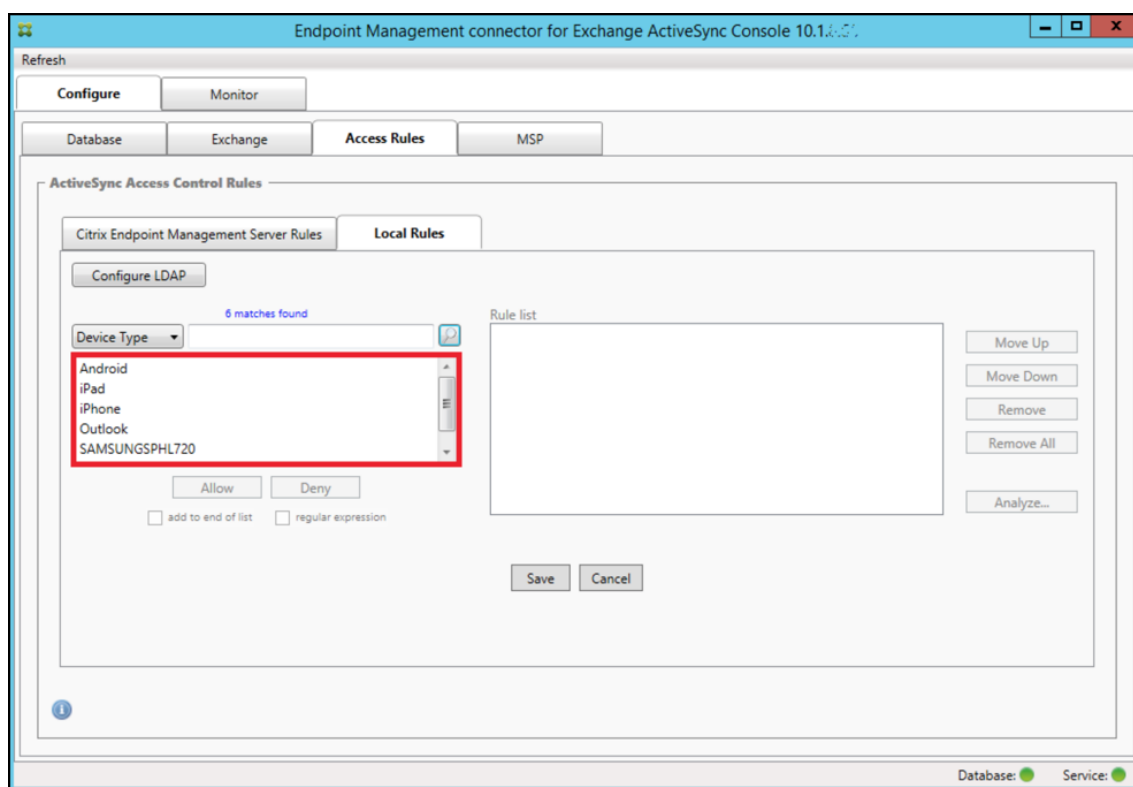 Endpoint Management connector for Exchange ActiveSync Console 10.1.
Refresh
Configure Monitor
Database Exchange Access Rules MSP
ActiveSync Access Control Rules
Citrix Endpoint Management Server Rules Local Rules
Configure LDAP
6 matches found
Rule list
Device Type
Move Up
Android
Move Down
iPad
iPhone
Remove
Outlook
Remove All
SAMSUNGSPHL720
Allow Deny
Analyze...
add to end of list regular expression
Save Cancel
Database: Service: